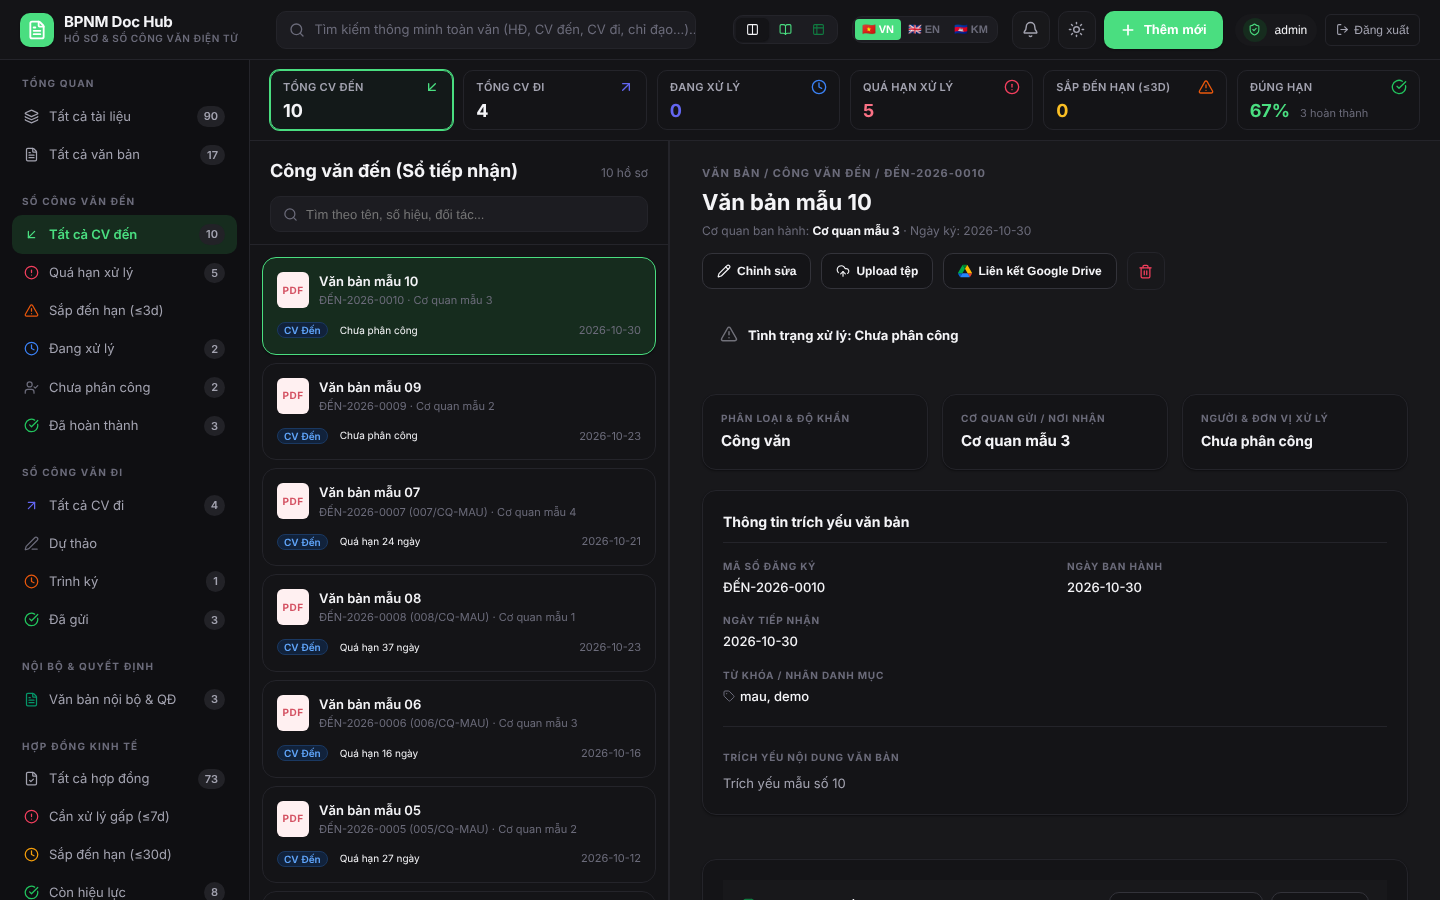 BPNM Doc Hub
HỒ SƠ & SỔ CÔNG VĂN ĐIỆN TỬ
Tìm kiếm thông minh toàn văn (HĐ, CV đến, CV đi, chỉ đạo...)...
VN
EN
KM
Thêm mới
admin
Đăng xuất
TỔNG QUAN
Tất cả tài liệu
90
Tất cả văn bản
17
SỔ CÔNG VĂN ĐẾN
Tất cả CV đến
10
Quá hạn xử lý
5
Sắp đến hạn (≤3d)
Đang xử lý
2
Chưa phân công
2
Đã hoàn thành
3
SỔ CÔNG VĂN ĐI
Tất cả CV đi
4
Dự thảo
Trình ký
1
Đã gửi
3
NỘI BỘ & QUYẾT ĐỊNH
Văn bản nội bộ & QĐ
3
HỢP ĐỒNG KINH TẾ
Tất cả hợp đồng
73
Cần xử lý gấp (≤7d)
Sắp đến hạn (≤30d)
Còn hiệu lực
8
TỔNG CV ĐẾN
10
TỔNG CV ĐI
4
ĐANG XỬ LÝ
0
QUÁ HẠN XỬ LÝ
5
SẮP ĐẾN HẠN (≤3D)
0
ĐÚNG HẠN
67% 3 hoàn thành
Công văn đến (Sổ tiếp nhận)
10 hồ sơ
Tìm theo tên, số hiệu, đối tác...
PDF
Văn bản mẫu 10
ĐẾN-2026-0010 · Cơ quan mẫu 3
CV Đến Chưa phân công 2026-10-30
PDF
Văn bản mẫu 09
ĐẾN-2026-0009 · Cơ quan mẫu 2
CV Đến Chưa phân công 2026-10-23
PDF
Văn bản mẫu 07
ĐẾN-2026-0007 (007/CQ-MAU) · Cơ quan mẫu 4
CV Đến Quá hạn 24 ngày 2026-10-21
PDF
Văn bản mẫu 08
ĐẾN-2026-0008 (008/CQ-MAU) · Cơ quan mẫu 1
CV Đến Quá hạn 37 ngày 2026-10-23
PDF
Văn bản mẫu 06
ĐẾN-2026-0006 (006/CQ-MAU) · Cơ quan mẫu 3
CV Đến Quá hạn 16 ngày 2026-10-16
PDF
Văn bản mẫu 05
ĐẾN-2026-0005 (005/CQ-MAU) · Cơ quan mẫu 2
CV Đến Quá hạn 27 ngày 2026-10-12
VĂN BẢN / CÔNG VĂN ĐẾN / ĐẾN-2026-0010
Văn bản mẫu 10
Cơ quan ban hành: Cơ quan mẫu 3 · Ngày ký: 2026-10-30
Chỉnh sửa
Upload tệp
Liên kết Google Drive
Tình trạng xử lý: Chưa phân công
PHÂN LOẠI & ĐỘ KHẨN
Công văn
CƠ QUAN GỬI / NƠI NHẬN
Cơ quan mẫu 3
NGƯỜI & ĐƠN VỊ XỬ LÝ
Chưa phân công
Thông tin trích yếu văn bản
MÃ SỐ ĐĂNG KÝ
ĐẾN-2026-0010
NGÀY BAN HÀNH
2026-10-30
NGÀY TIẾP NHẬN
2026-10-30
TỪ KHÓA / NHÃN DANH MỤC
mau, demo
TRÍCH YẾU NỘI DUNG VĂN BẢN
Trích yếu mẫu số 10